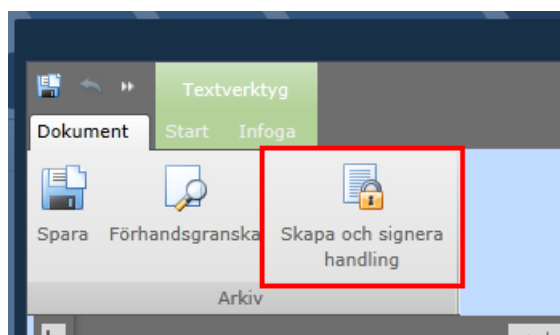 Textverktyg
Dokument Start Infoga
Spara Förhandsgranska Skapa och signera
handling
Arkiv